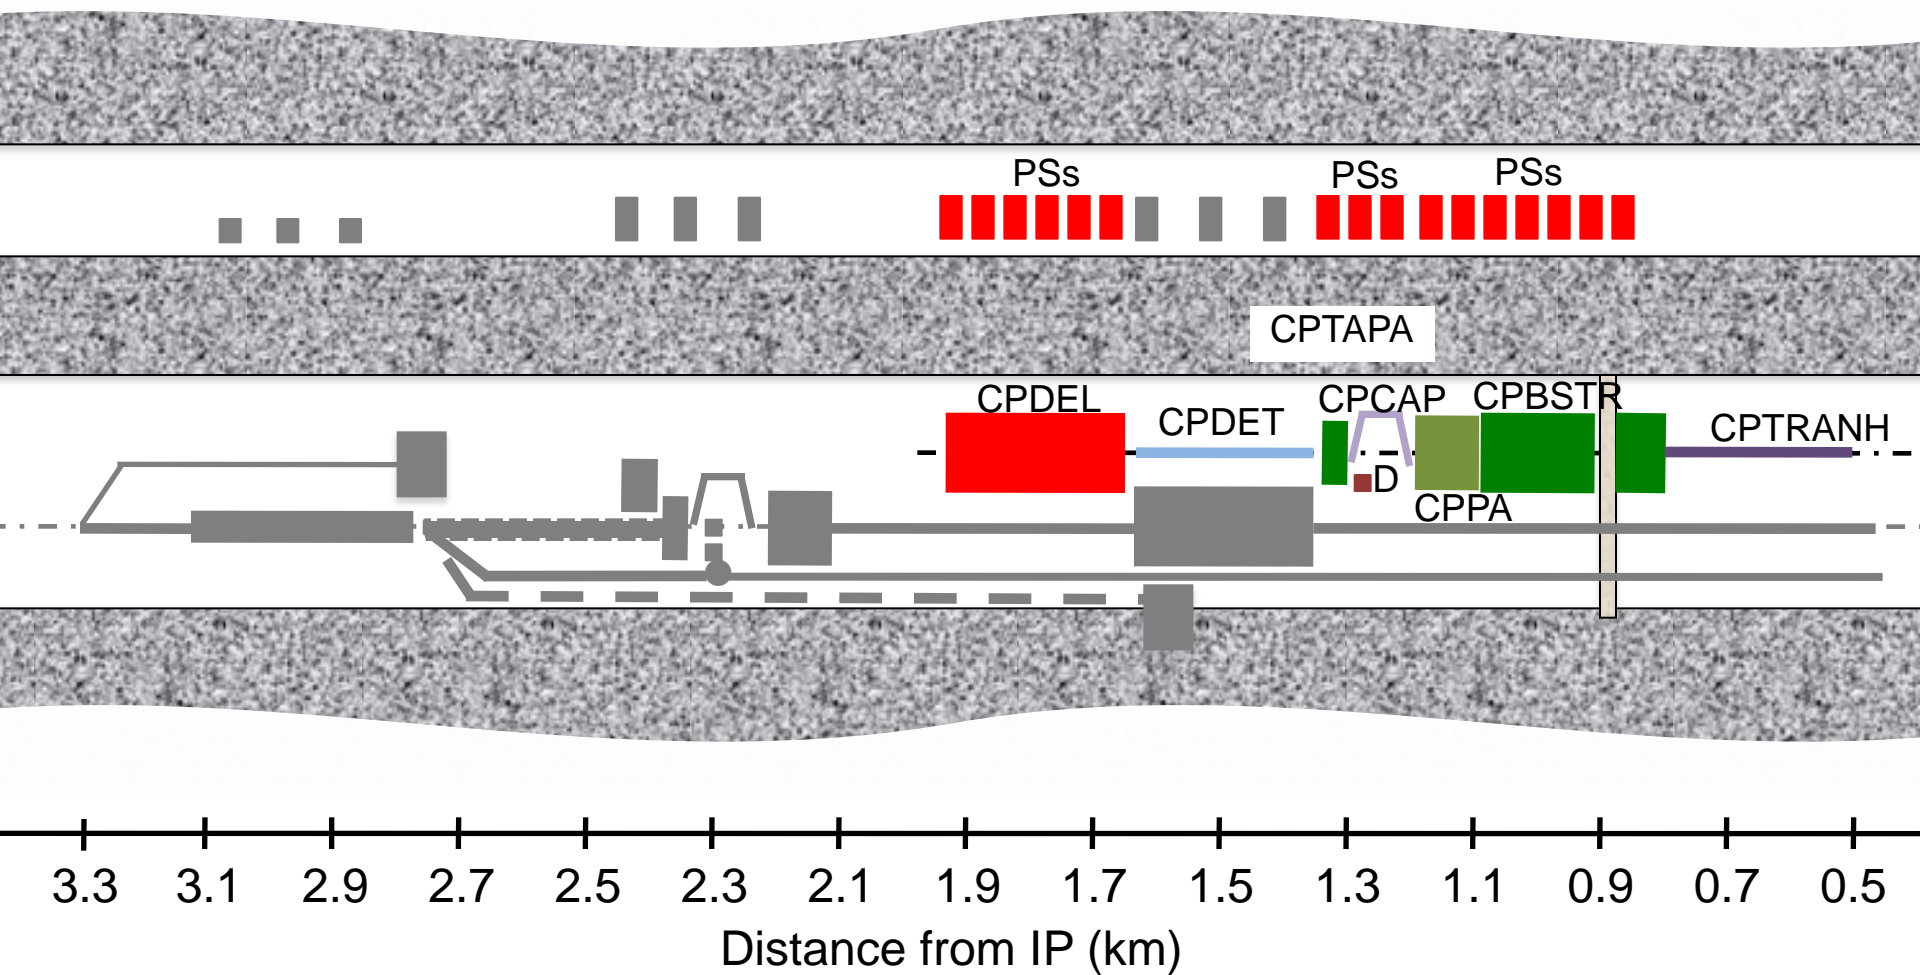 PSs PSs PSs
CPTAPA
CPDEL CPDET CPCAP CPBSTR CPTRANH
D
CPPA
3.3 3.1 2.9 2.7 2.5 2.3 2.1 1.9 1.7 1.5 1.3 1.1 0.9 0.7 0.5
Distance from IP (km)